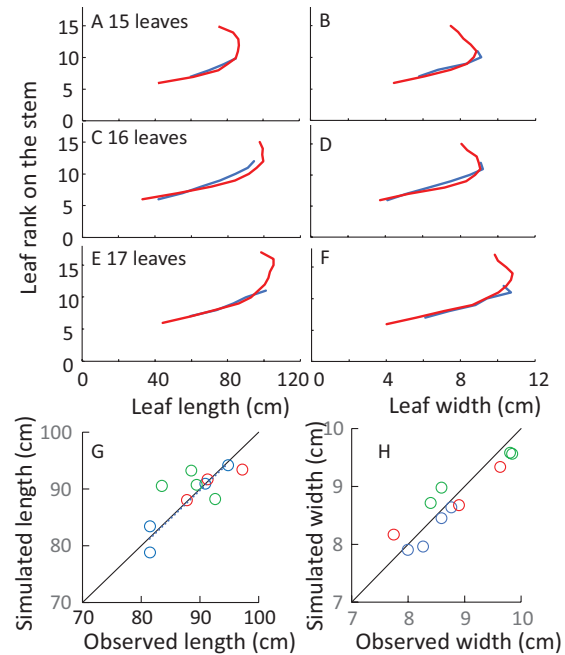 Leaf rank on the stem
15
10
5
0
A 15 leaves
B
15
10
5
0
C 16 leaves
D
15
10
5
0
E 17 leaves
F
0 40 80 120
0 4 8 12
Leaf length (cm)
Leaf width (cm)
Simulated length (cm)
100
90
80
70
G
70 80 90 100
Observed length (cm)
Simulated width (cm)
10
9
8
7
H
7 8 9 10
Observed width (cm)